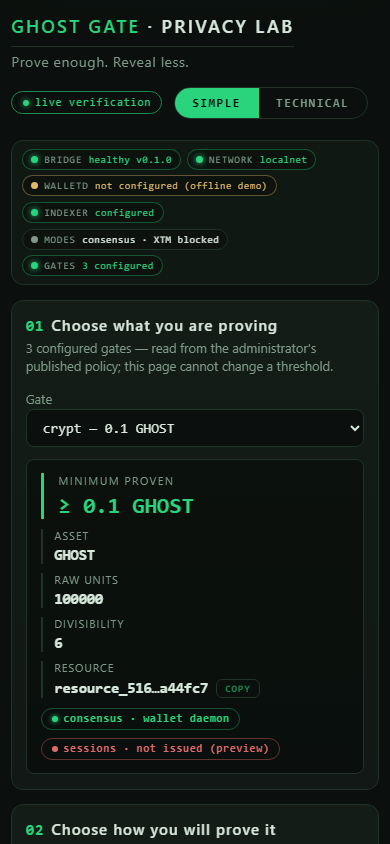 GHOST GATE · PRIVACY LAB
Prove enough. Reveal less.
live verification
SIMPLE
TECHNICAL
BRIDGE healthy v0.1.0
NETWORK localnet
WALLETD not configured (offline demo)
INDEXER configured
MODES consensus · XTM blocked
GATES 3 configured
01 Choose what you are proving
3 configured gates — read from the administrator's
published policy; this page cannot change a threshold.
Gate
crypt — 0.1 GHOST
MINIMUM PROVEN
≥ 0.1 GHOST
ASSET
GHOST
RAW UNITS
100000
DIVISIBILITY
6
RESOURCE
resource_516…a44fc7 COPY
consensus · wallet daemon
sessions · not issued (preview)
02 Choose how you will prove it